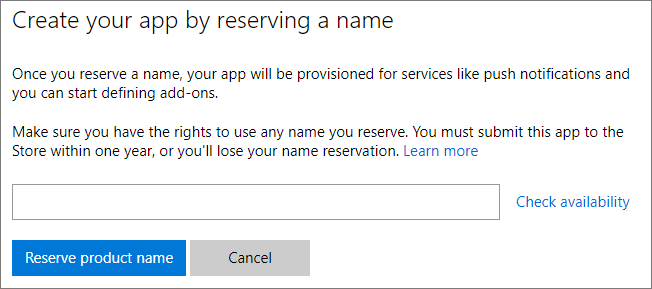 Create your app by reserving a name
Once you reserve a name, your app will be provisioned for services like push notifications and
you can start defining add-ons.
Make sure you have the rights to use any name you reserve. You must submit this app to the
Store within one year, or you'll lose your name reservation. Learn more
Check availability
Reserve product name
Cancel